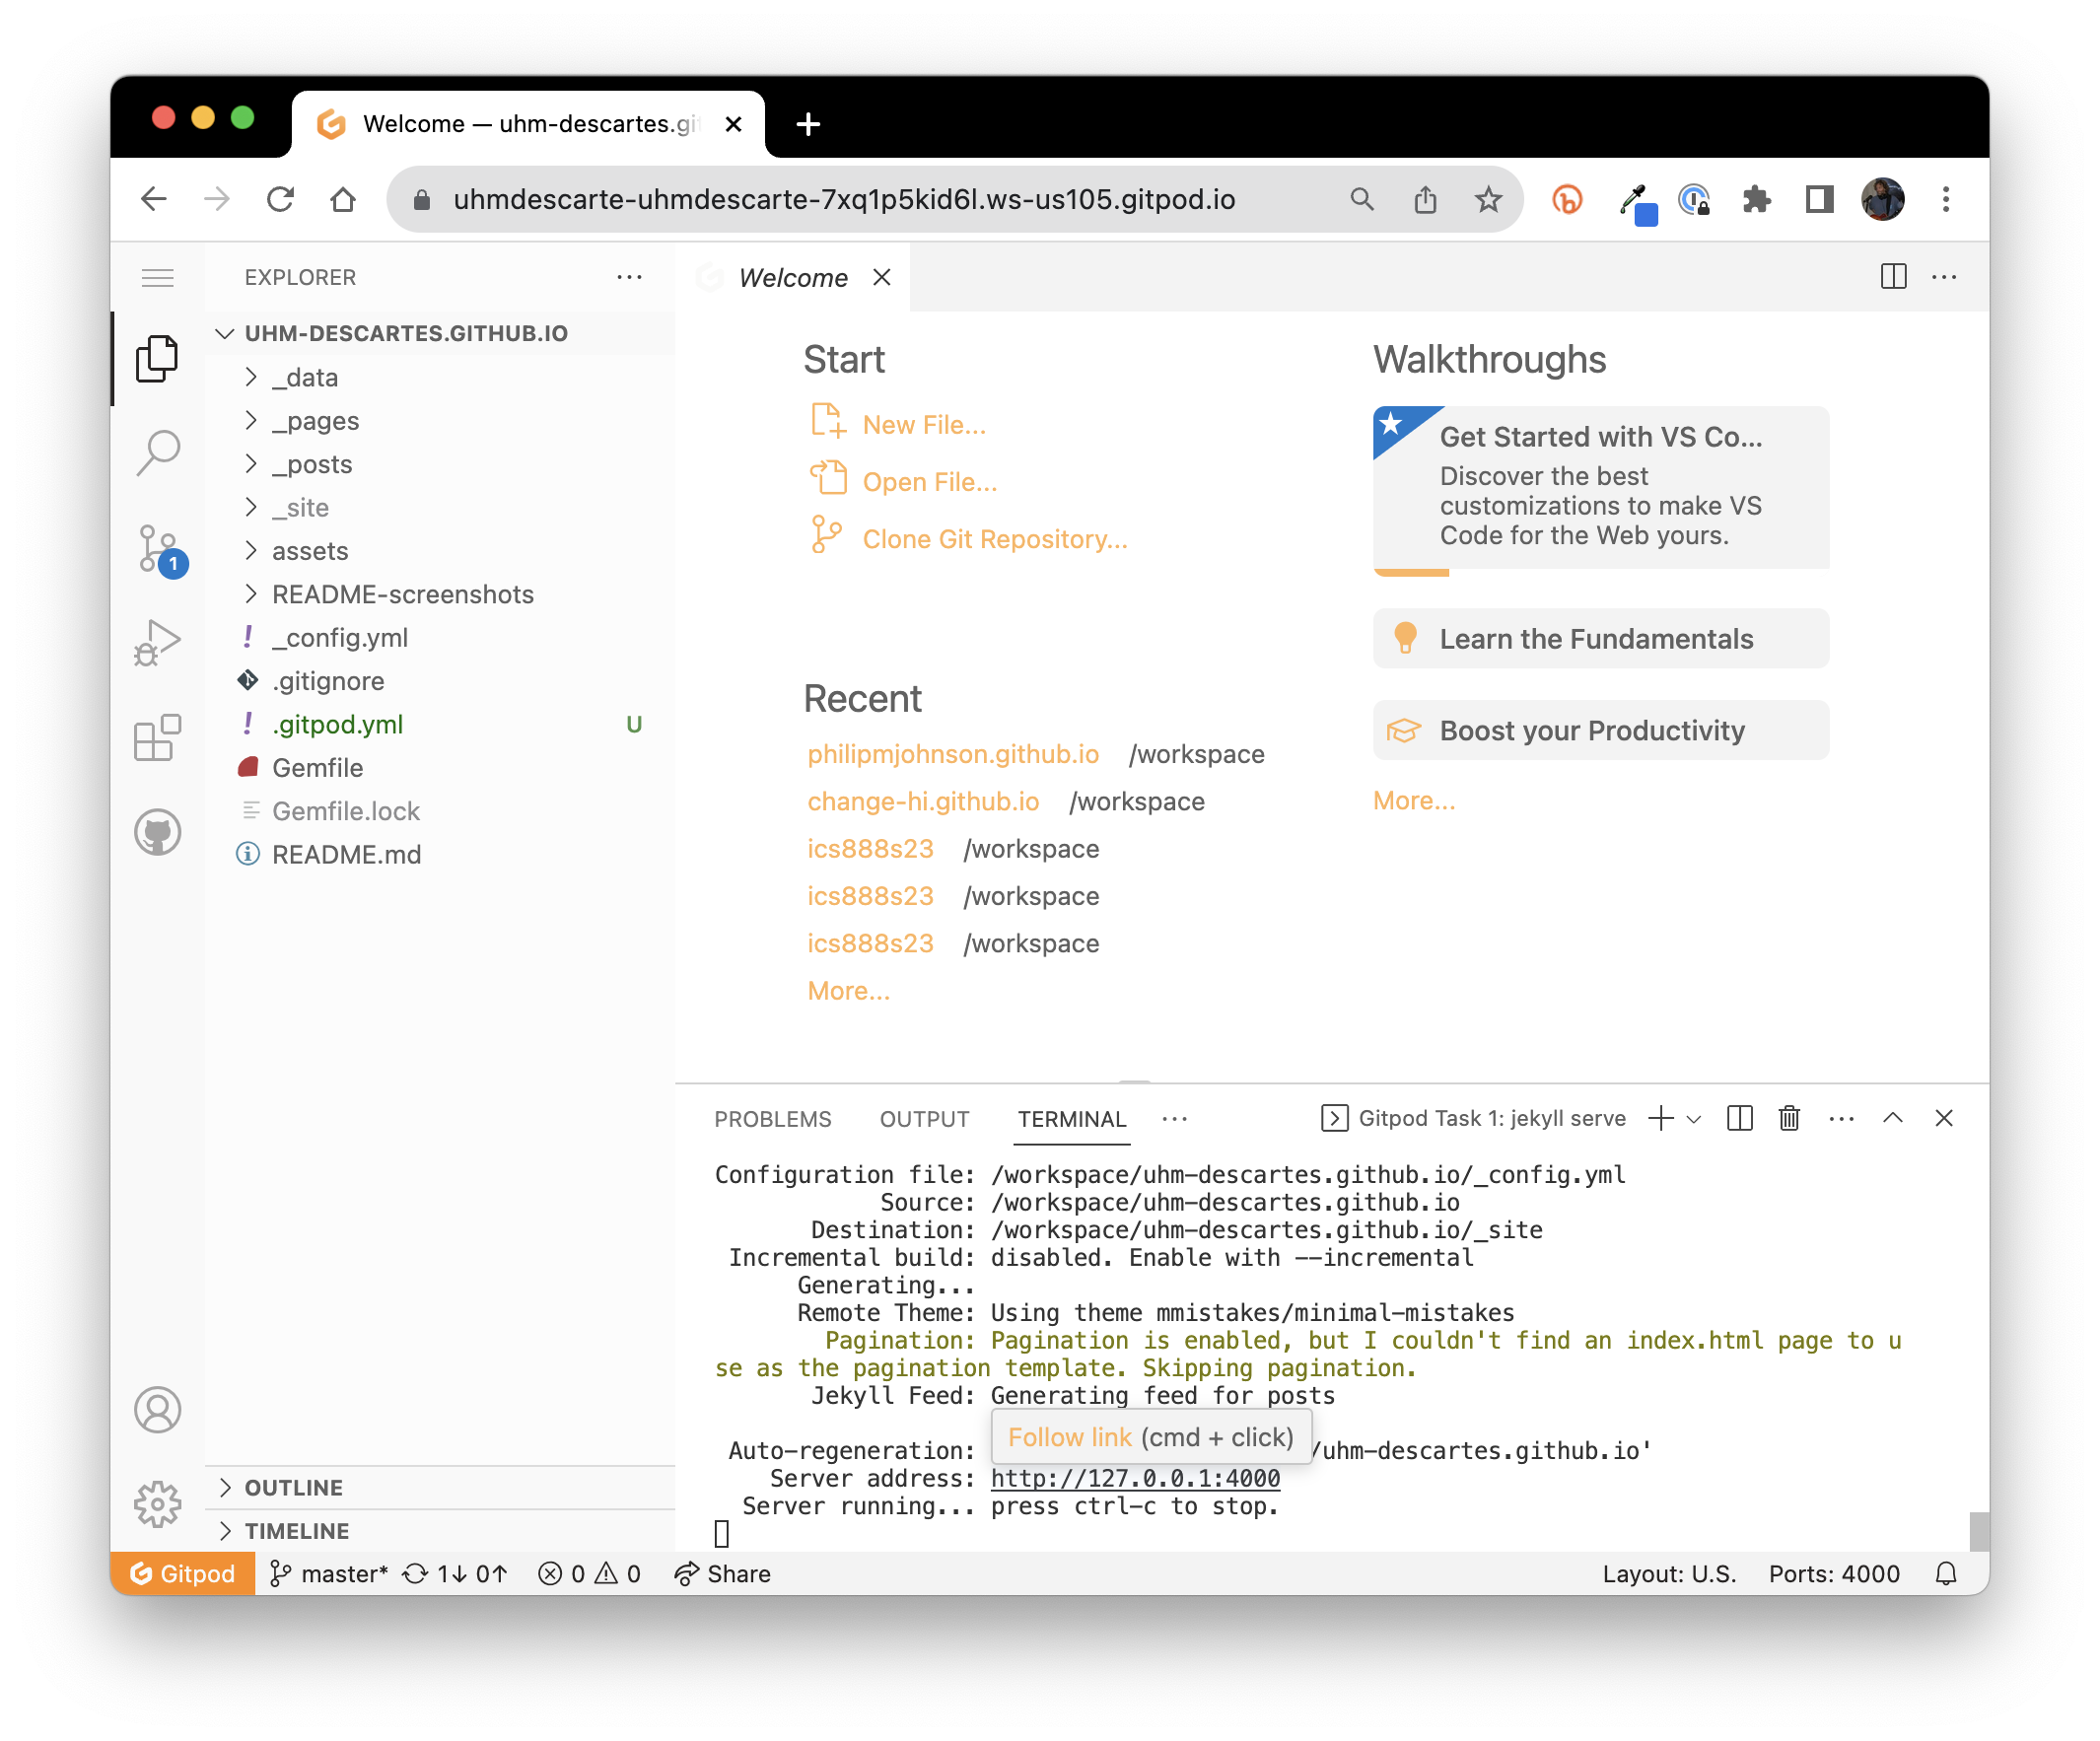 Welcome — uhm-descartes.git
uhmdescarte-uhmdescarte-7xq1p5kid6l.ws-us105.gitpod.io
EXPLORER
UHM-DESCARTES.GITHUB.IO
_data
_pages
_posts
_site
assets
README-screenshots
_config.yml
.gitignore
.gitpod.yml U
Gemfile
Gemfile.lock
README.md
OUTLINE
TIMELINE
1
Welcome
Start
New File...
Open File...
Clone Git Repository...
Recent
philipmjohnson.github.io /workspace
change-hi.github.io /workspace
ics888s23 /workspace
ics888s23 /workspace
ics888s23 /workspace
More...
Walkthroughs
Get Started with VS Co...
Discover the best
customizations to make VS
Code for the Web yours.
Learn the Fundamentals
Boost your Productivity
More...
PROBLEMS OUTPUT TERMINAL
Gitpod Task 1: jekyll serve
Configuration file: /workspace/uhm-descartes.github.io/_config.yml
Source: /workspace/uhm-descartes.github.io
Destination: /workspace/uhm-descartes.github.io/_site
Incremental build: disabled. Enable with --incremental
Generating...
Remote Theme: Using theme mmistakes/minimal-mistakes
Pagination: Pagination is enabled, but I couldn't find an index.html page to u
se as the pagination template. Skipping pagination.
Jekyll Feed: Generating feed for posts
Follow link (cmd + click)
Auto-regeneration: /uhm-descartes.github.io'
Server address: http://127.0.0.1:4000
Server running... press ctrl-c to stop.
Gitpod master* 1↓ 0↑ 0 0 Share
Layout: U.S. Ports: 4000